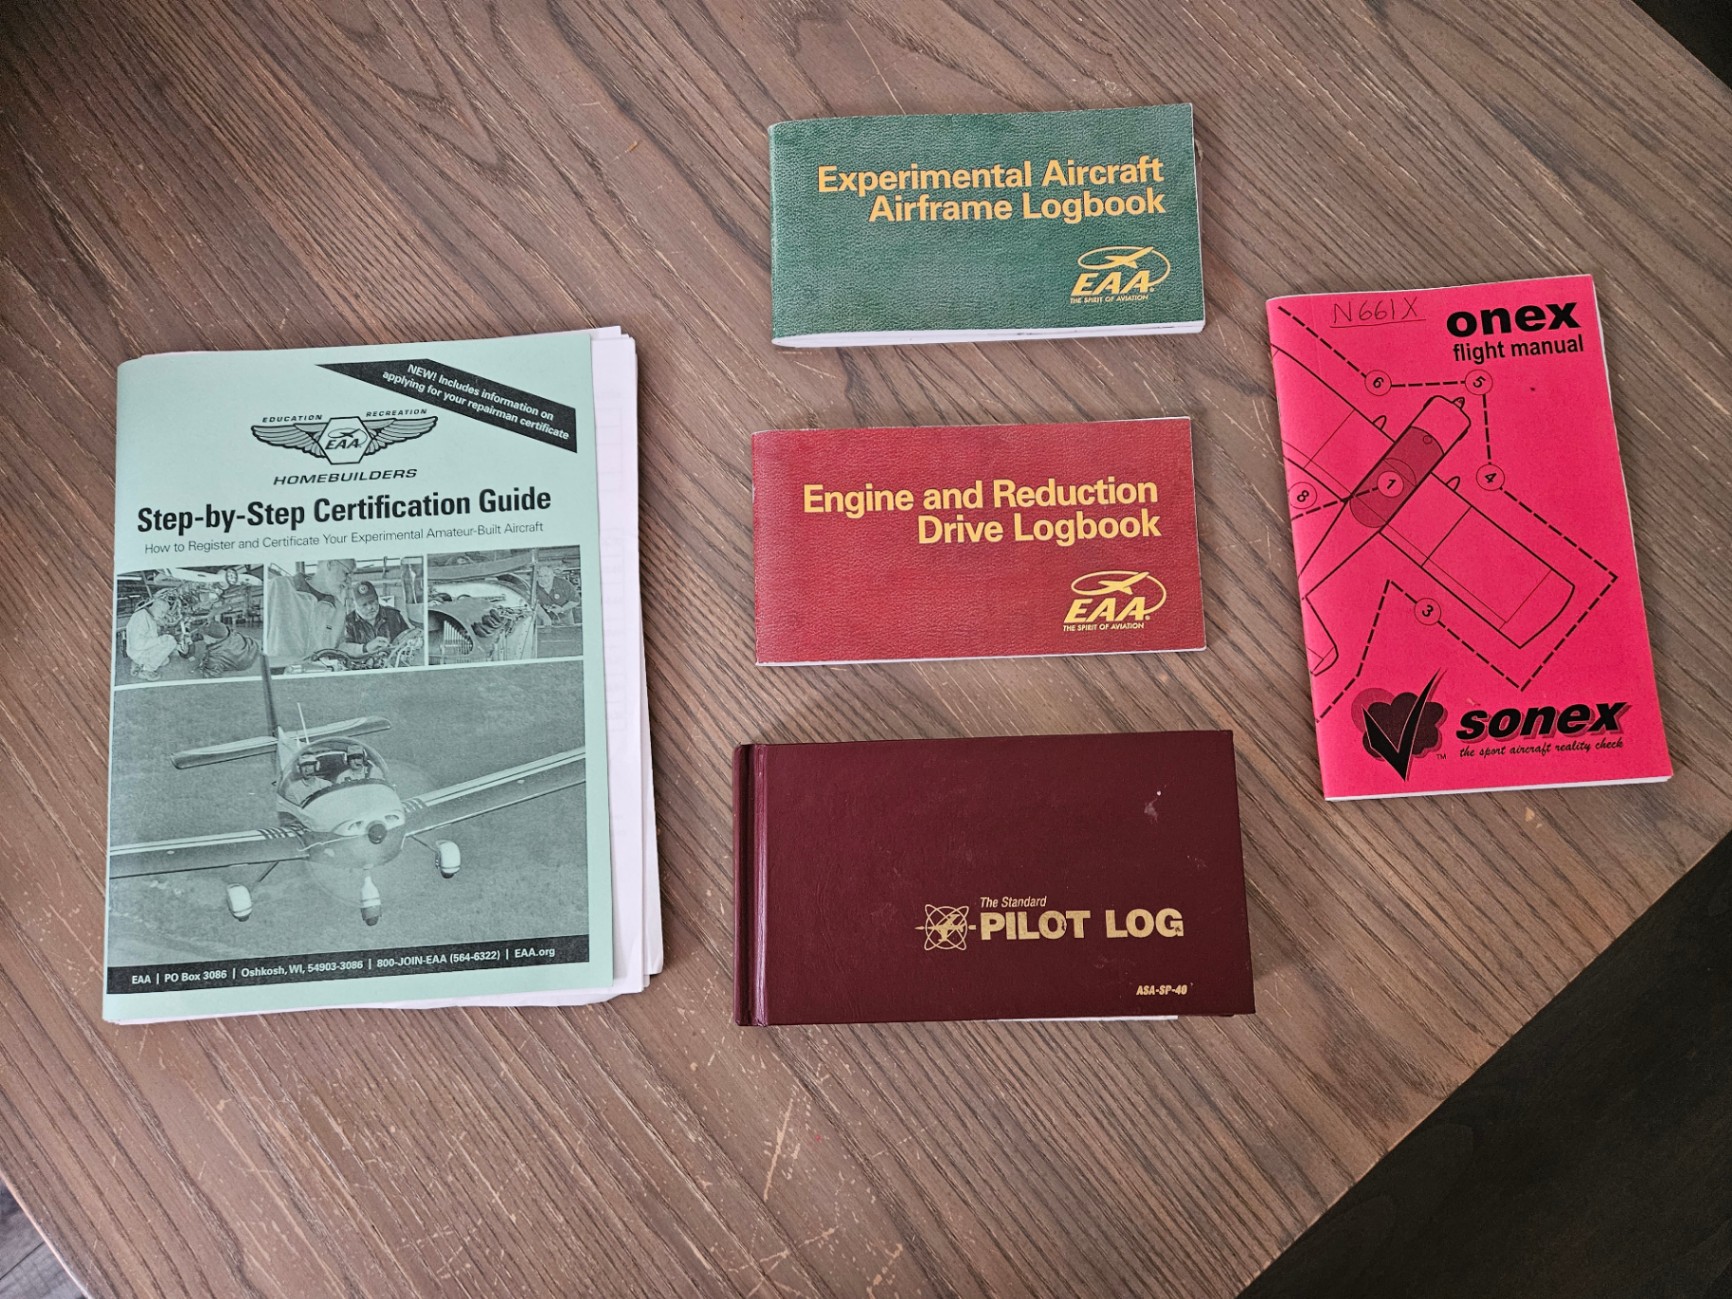 NEW! Includes information on
applying for your repairman certificate
EDUCATION RECREATION
EAA
HOMEBUILDERS
Step-by-Step Certification Guide
How to Register and Certificate Your Experimental Amateur-Built Aircraft
EAA | PO Box 3086 | Oshkosh, WI, 54903-3086 | 800-JOIN-EAA (564-6322) | EAA.org
Experimental Aircraft
Airframe Logbook
EAA®
THE SPIRIT OF AVIATION
Engine and Reduction
Drive Logbook
EAA®
THE SPIRIT OF AVIATION
The Standard
PILOT LOG
ASA-SP-40
N661X
onex
flight manual
6
5
1
4
8
3
sonex
the sport aircraft reality check
TM